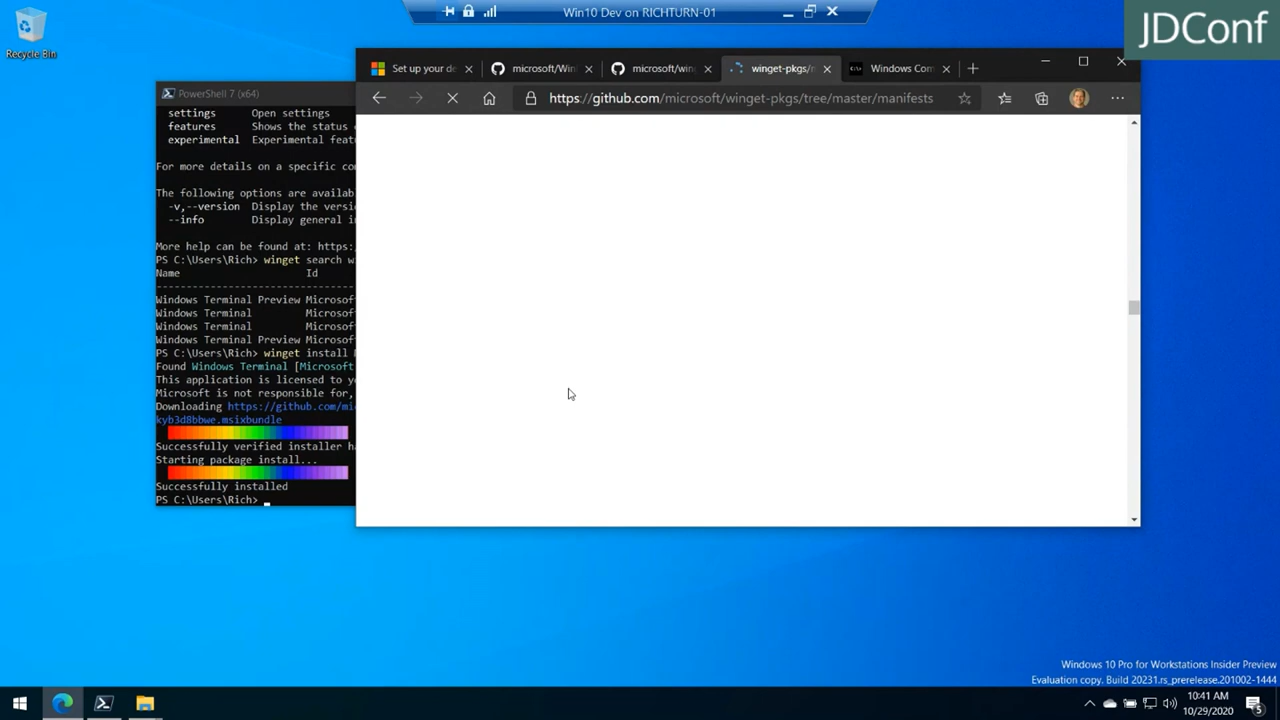 Win10 Dev on RICHTURN-01
JDConf
Recycle Bin
Set up your de
microsoft/Win
microsoft/wing
winget-pkgs/n
Windows Com
https://github.com/microsoft/winget-pkgs/tree/master/manifests
PowerShell 7 (x64)
settings Open settings
features Shows the status
experimental Experimental feat
For more details on a specific co
The following options are availab
-v,--version Display the versi
--info Display general i
More help can be found at: https:
PS C:\Users\Rich> winget search w
Name Id
Windows Terminal Preview Microsof
Windows Terminal Microsof
Windows Terminal Microsof
Windows Terminal Preview Microsof
PS C:\Users\Rich> winget install
Found Windows Terminal [Microsoft
This application is licensed to yo
Microsoft is not responsible for,
Downloading https://github.com/mi
kyb3d8bbwe.msixbundle
Successfully verified installer ha
Starting package install...
Successfully installed
PS C:\Users\Rich>
Windows 10 Pro for Workstations Insider Preview
Evaluation copy. Build 20231.rs_prerelease.201002-1444
10:41 AM
10/29/2020
5